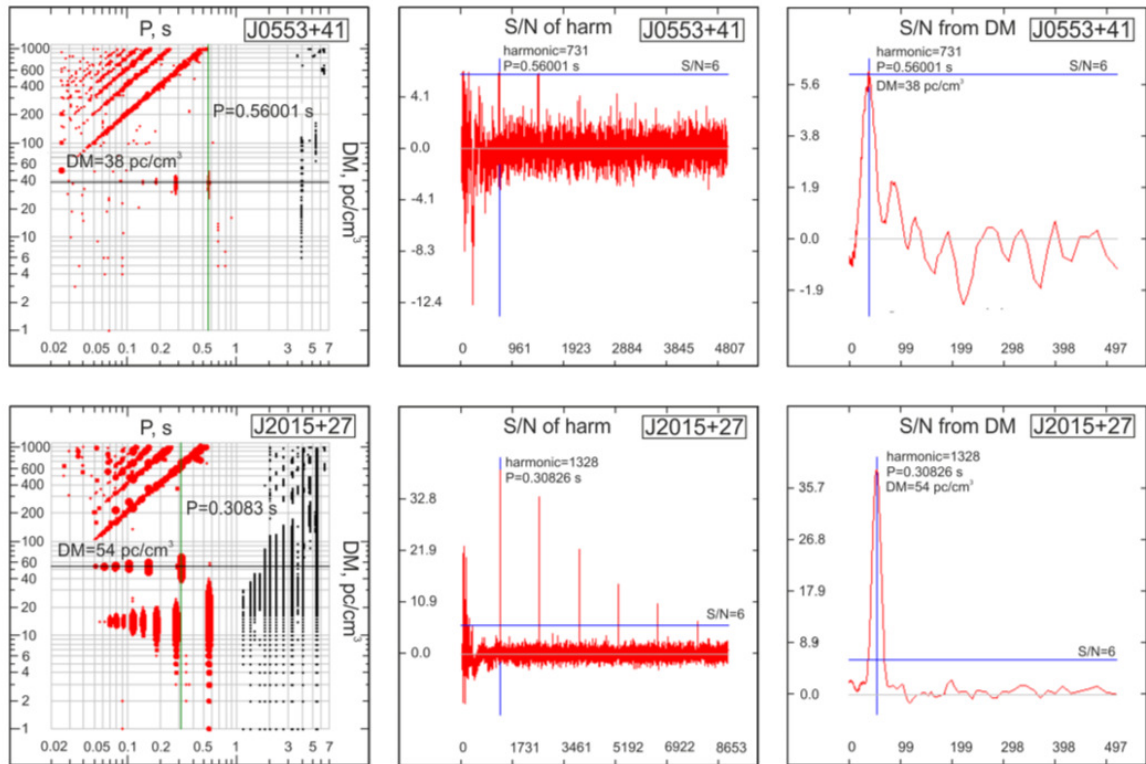 P, s
J0553+41
1000
600
400
200
100
60
40
20
10
6
4
2
1
P=0.56001 s
DM=38 pc/cm³
DM, pc/cm³
0.02
0.05
0.1
0.2
0.5
1
3
5
7
S/N of harm
J0553+41
harmonic=731
P=0.56001 s
S/N=6
4.1
0.0
-4.1
-8.3
-12.4
0
961
1923
2884
3845
4807
S/N from DM
J0553+41
harmonic=731
P=0.56001 s
S/N=6
DM=38 pc/cm³
5.6
3.8
1.9
0.0
-1.9
0
99
199
298
398
497
P, s
J2015+27
1000
600
400
200
100
60
40
20
10
6
4
2
1
P=0.3083 s
DM=54 pc/cm³
DM, pc/cm³
0.02
0.05
0.1
0.2
0.5
1
3
5
7
S/N of harm
J2015+27
harmonic=1328
P=0.30826 s
32.8
21.9
10.9
S/N=6
0.0
0
1731
3461
5192
6922
8653
S/N from DM
J2015+27
harmonic=1328
P=0.30826 s
DM=54 pc/cm³
35.7
26.8
17.9
8.9
S/N=6
0.0
0
99
199
298
398
497